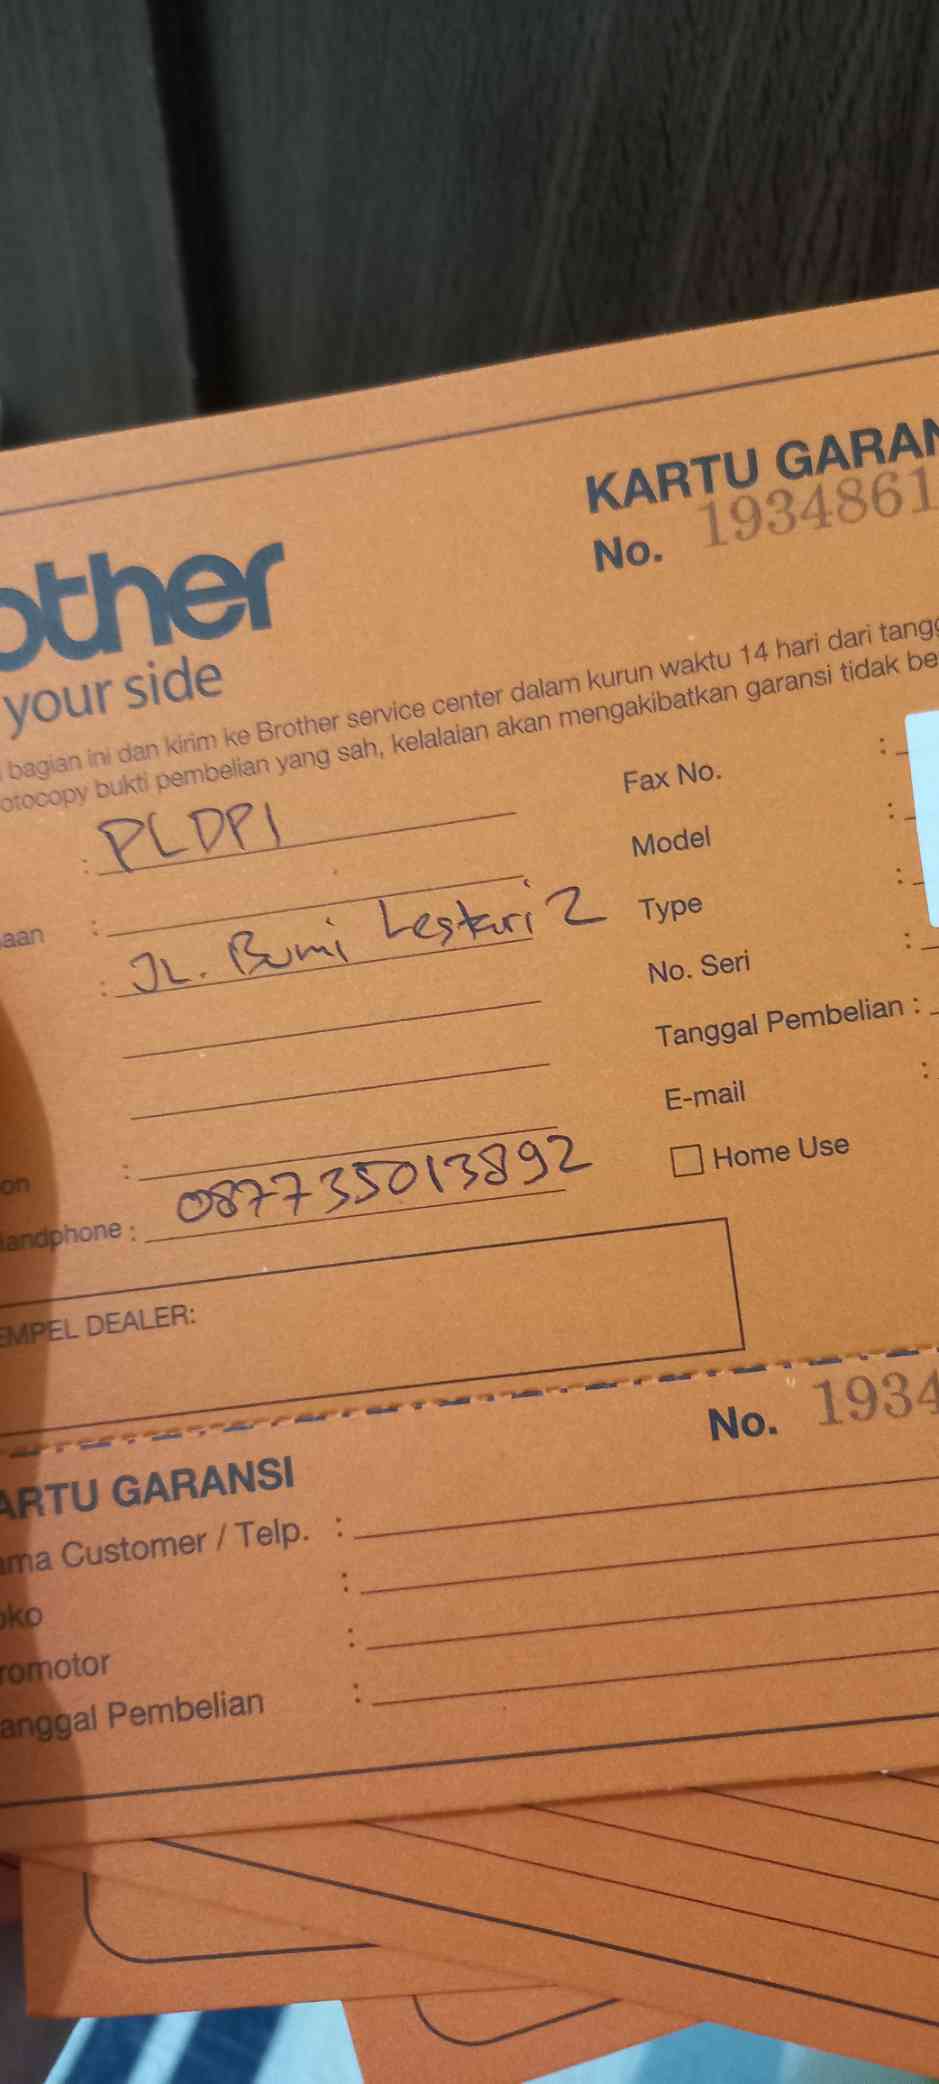 KARTU GARAN
No. 1934861
other
your side
bagian ini dan kirim ke Brother service center dalam kurun waktu 14 hari dari tangg
otocopy bukti pembelian yang sah, kelalaian akan mengakibatkan garansi tidak be
: PLDPI
Fax No. :
Model :
aan :
Type :
: JL. Bumi Lestari 2
No. Seri :
Tanggal Pembelian :
E-mail :
on :
Home Use
andphone : 087735013892
EMPEL DEALER:
No. 1934
ARTU GARANSI
ama Customer / Telp. :
oko :
romotor :
anggal Pembelian :